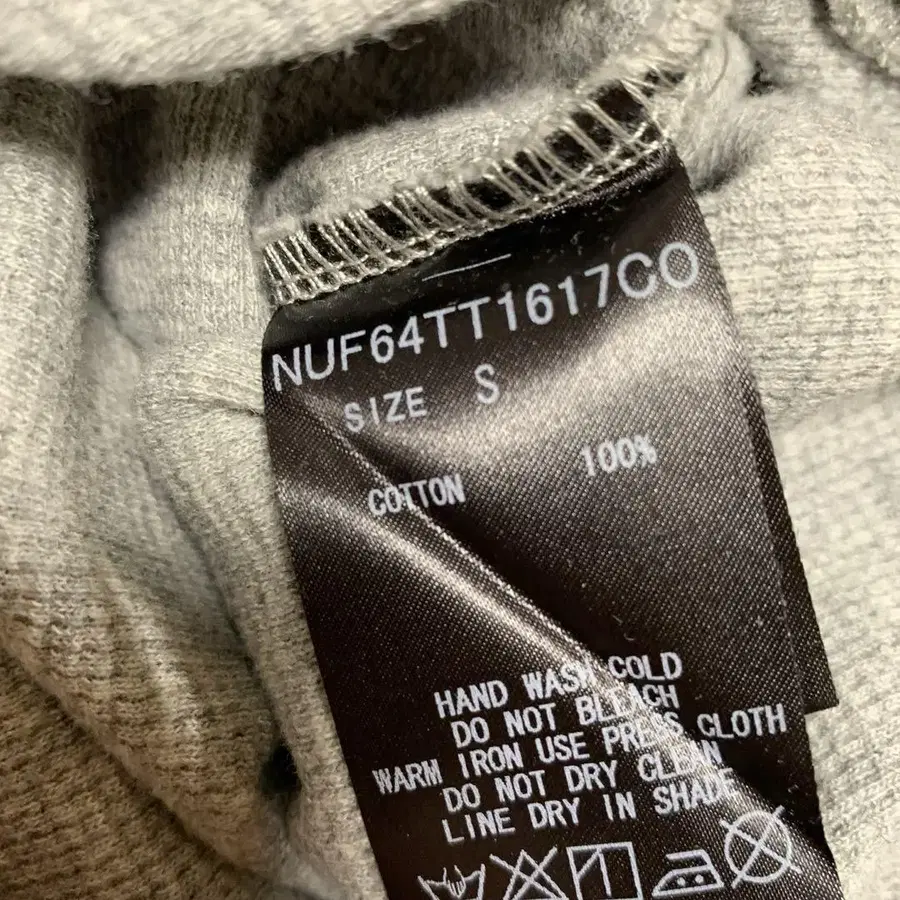 NUF64TT1617CO
SIZE S
COTTON 100%
HAND WASH COLD
DO NOT BLEACH
WARM IRON USE PRESS CLOTH
DO NOT DRY CLEAN
LINE DRY IN SHADE